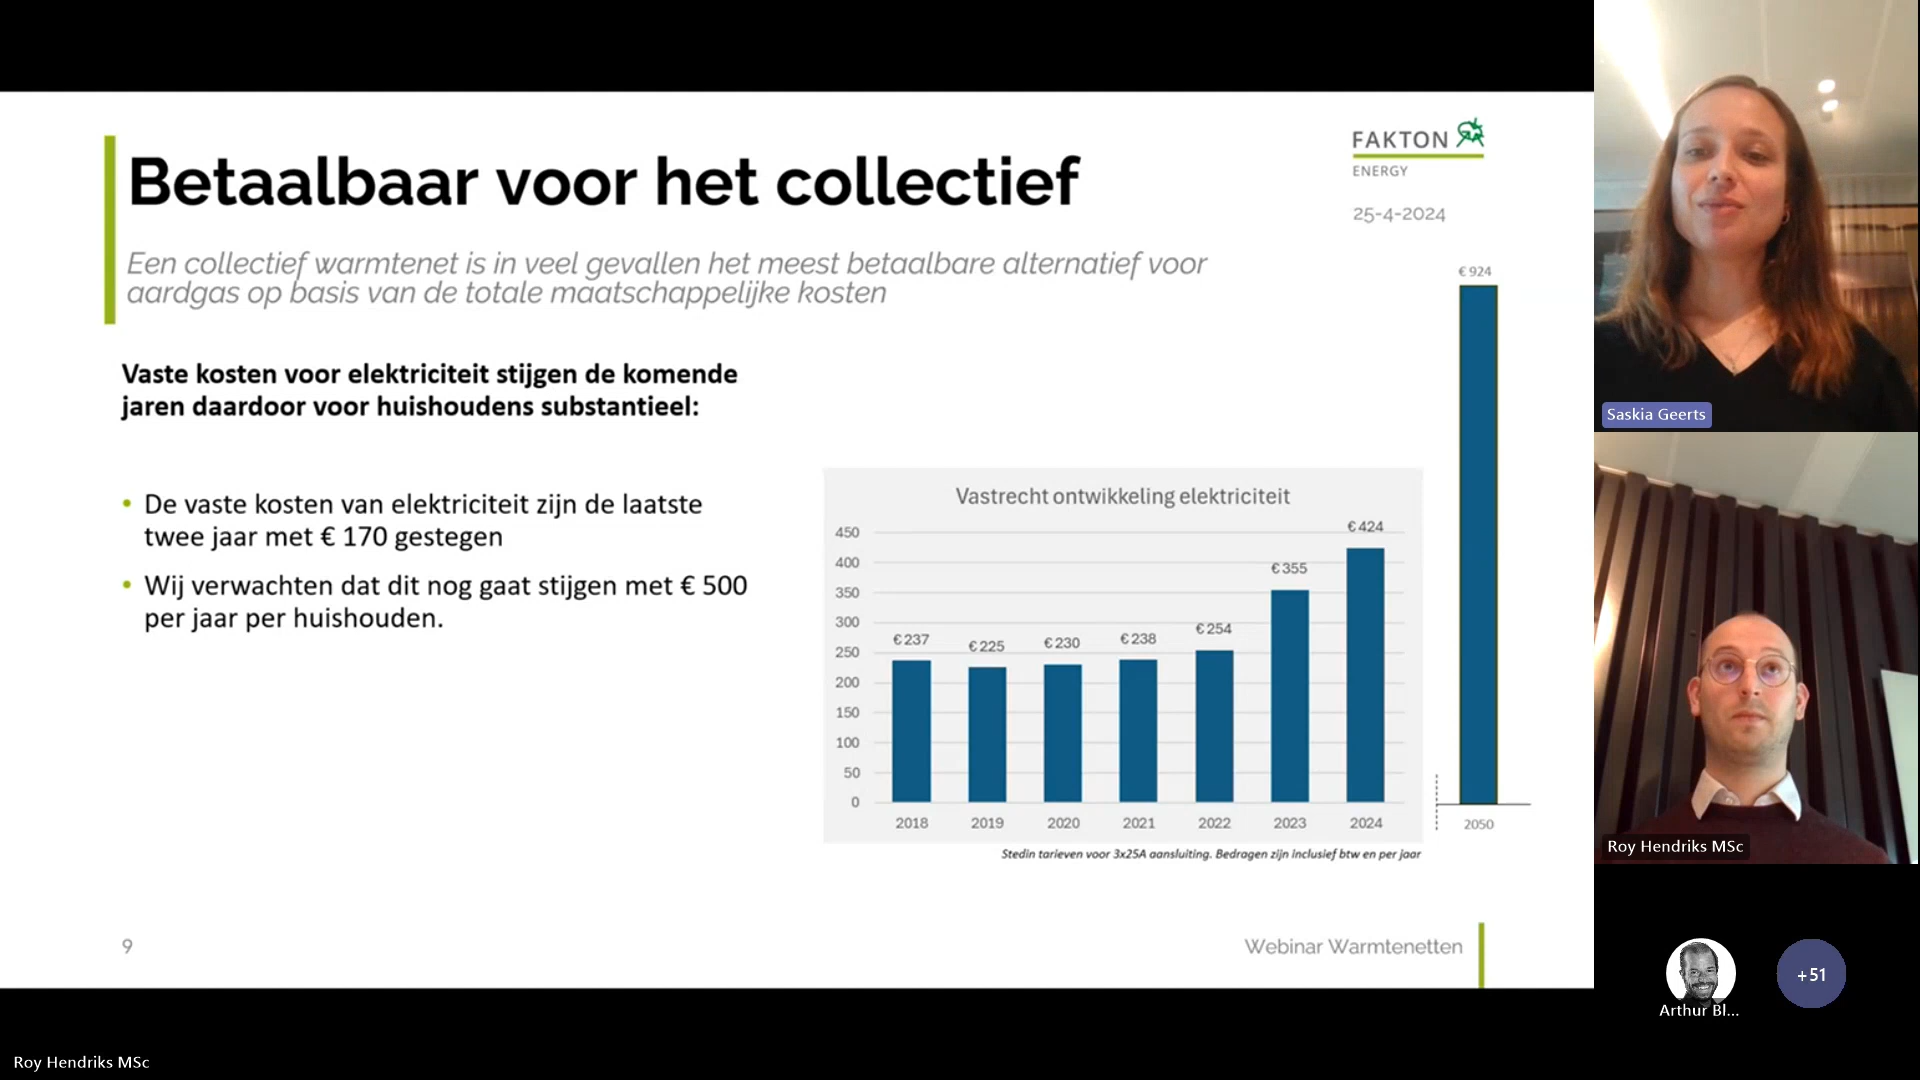 Betaalbaar voor het collectief
FAKTON
ENERGY
25-4-2024
Een collectief warmtenet is in veel gevallen het meest betaalbare alternatief voor
aardgas op basis van de totale maatschappelijke kosten
Vaste kosten voor elektriciteit stijgen de komende
jaren daardoor voor huishoudens substantieel:
• De vaste kosten van elektriciteit zijn de laatste
twee jaar met € 170 gestegen
• Wij verwachten dat dit nog gaat stijgen met € 500
per jaar per huishouden.
Vastrecht ontwikkeling elektriciteit
450
400
350
300
250
200
150
100
50
0
€ 237
€ 225
€ 230
€ 238
€ 254
€ 355
€ 424
€ 924
2018
2019
2020
2021
2022
2023
2024
2050
Stedin tarieven voor 3x25A aansluiting. Bedragen zijn inclusief btw en per jaar
9
Webinar Warmtenetten
Saskia Geerts
Roy Hendriks MSc
Arthur Bl...
+51
Roy Hendriks MSc